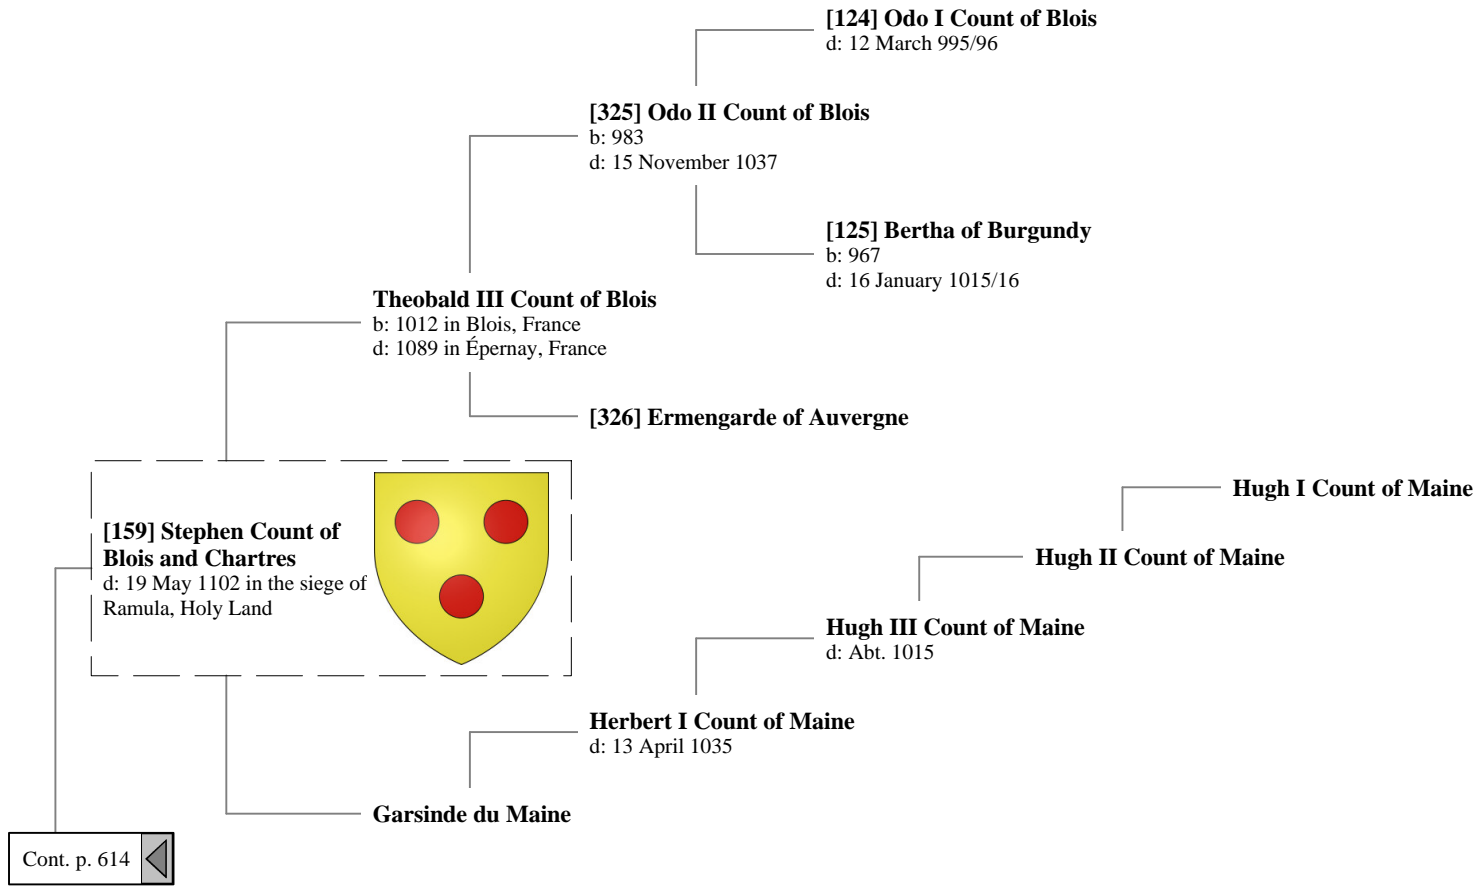 [124] Odo I Count of Blois
d: 12 March 995/96
[325] Odo II Count of Blois
b: 983
d: 15 November 1037
[125] Bertha of Burgundy
b: 967
d: 16 January 1015/16
Theobald III Count of Blois
b: 1012 in Blois, France
d: 1089 in Épernay, France
[326] Ermengarde of Auvergne
[159] Stephen Count of
Blois and Chartres
d: 19 May 1102 in the siege of
Ramula, Holy Land
Hugh I Count of Maine
Hugh II Count of Maine
Hugh III Count of Maine
d: Abt. 1015
Herbert I Count of Maine
d: 13 April 1035
Garsinde du Maine
Cont. p. 614